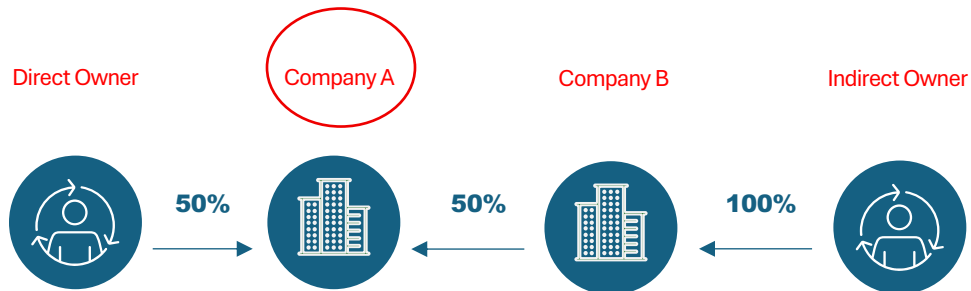 Direct Owner
Company A
Company B
Indirect Owner
50%
50%
100%